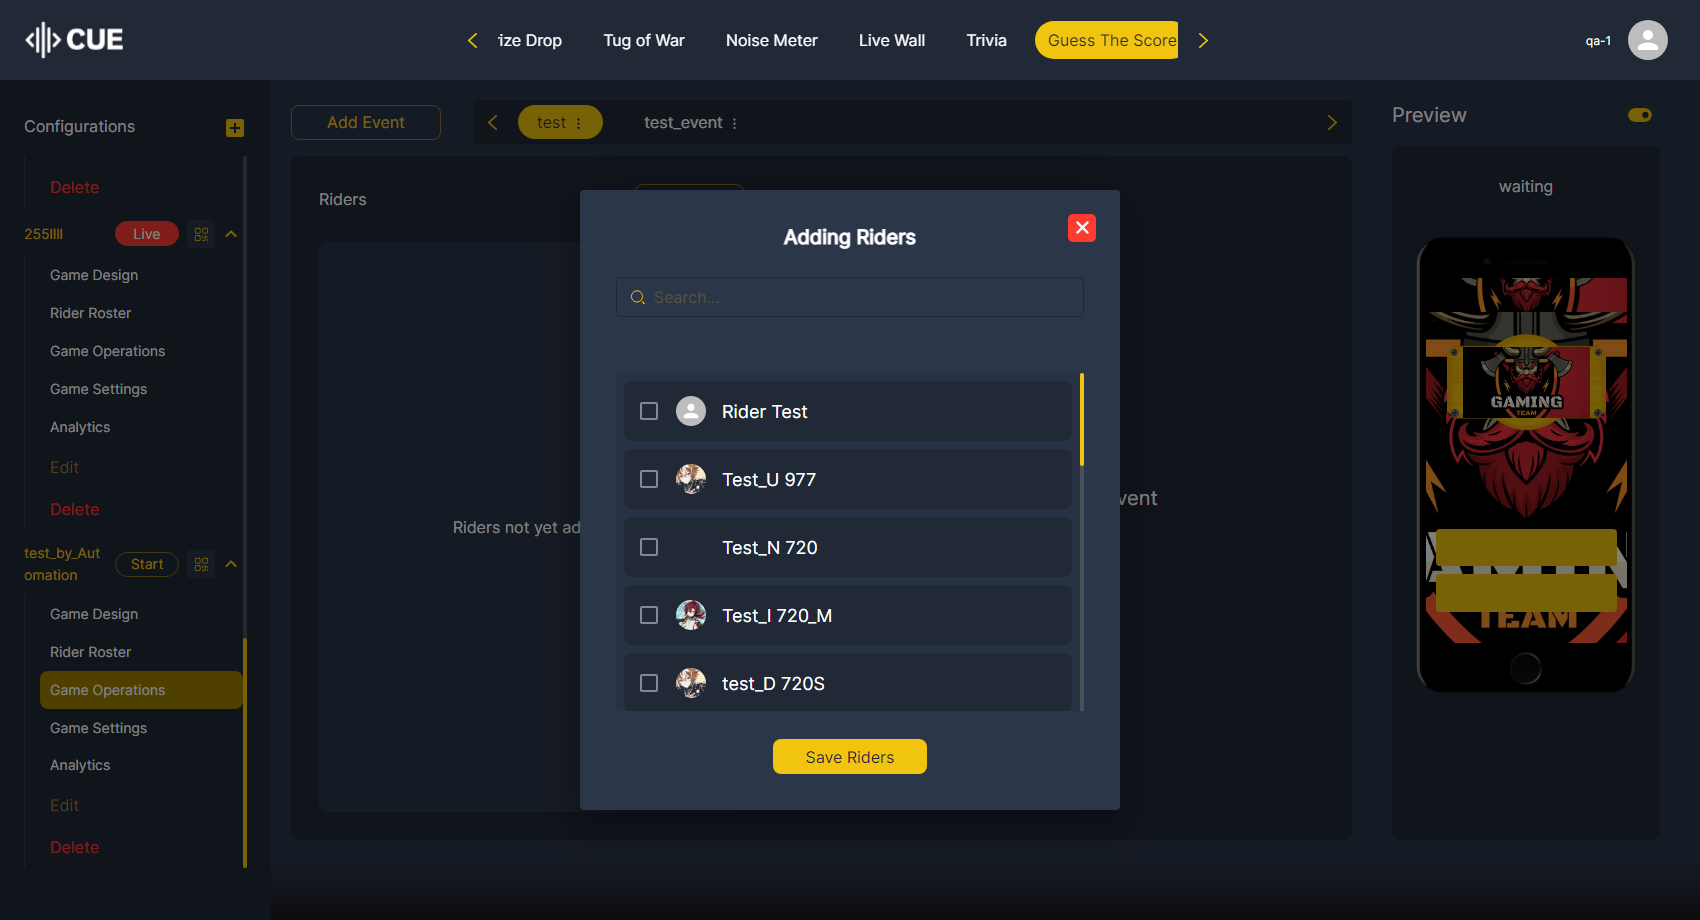 CUE
ize Drop
Tug of War
Noise Meter
Live Wall
Trivia
Guess The Score
qa-1
Configurations
Delete
255llll
Live
Game Design
Rider Roster
Game Operations
Game Settings
Analytics
Edit
Delete
test_by_Aut
omation
Start
Game Design
Rider Roster
Game Operations
Game Settings
Analytics
Edit
Delete
Add Event
test
test_event
Riders
Riders not yet ad
vent
Adding Riders
Search...
Rider Test
Test_U 977
Test_N 720
Test_I 720_M
test_D 720S
Save Riders
Preview
waiting
GAMING
TEAM
TEAM